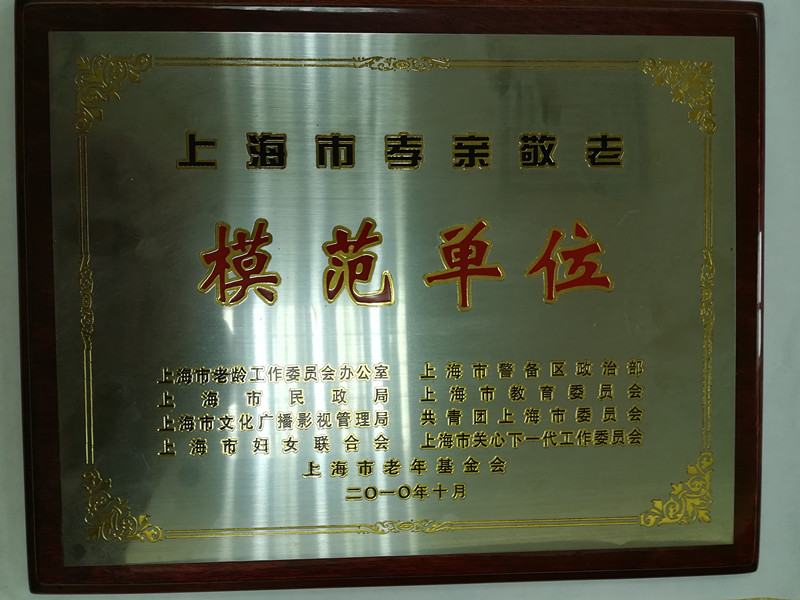 上海市孝亲敬老
模范单位
上海市老龄工作委员会办公室 上海市警备区政治部
上海市民政局 上海市教育委员会
上海市文化广播影视管理局 共青团上海市委员会
上海市妇女联合会 上海市关心下一代工作委员会
上海市老年基金会
二〇一〇年十月